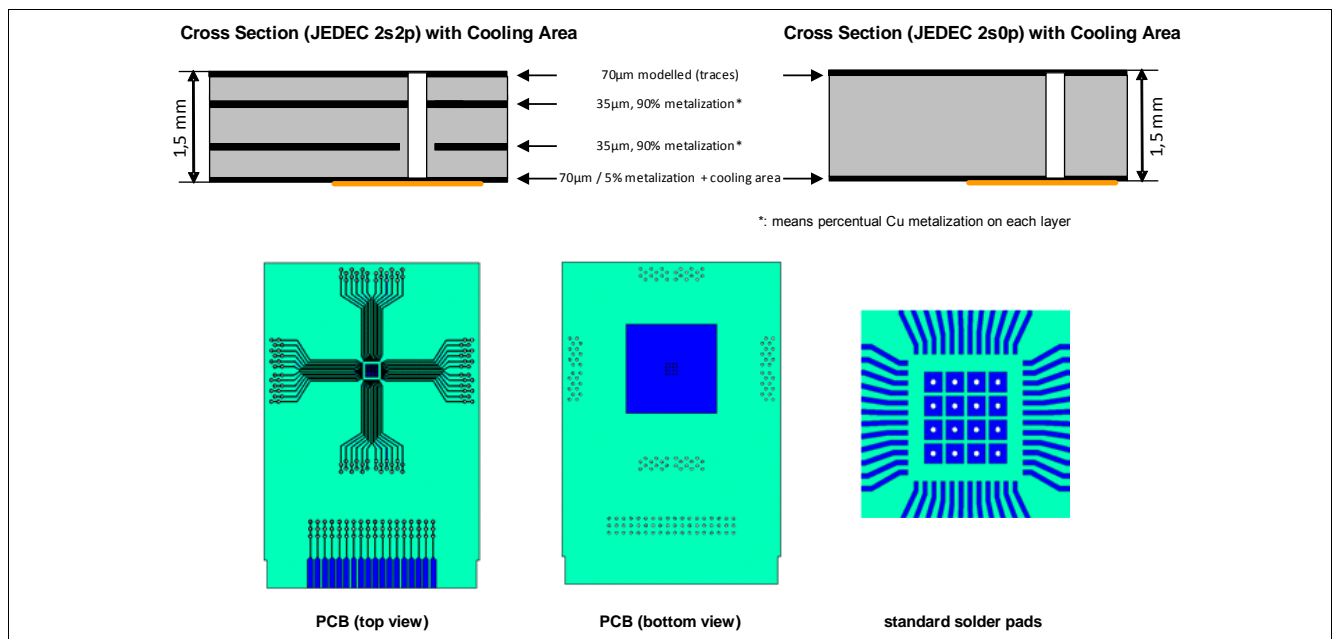 Cross Section (JEDEC 2s2p) with Cooling Area
Cross Section (JEDEC 2s0p) with Cooling Area
1,5 mm
70µm modelled (traces)
35µm, 90% metalization*
35µm, 90% metalization*
70µm / 5% metalization + cooling area
1,5 mm
*: means percentual Cu metalization on each layer
PCB (top view)
PCB (bottom view)
standard solder pads